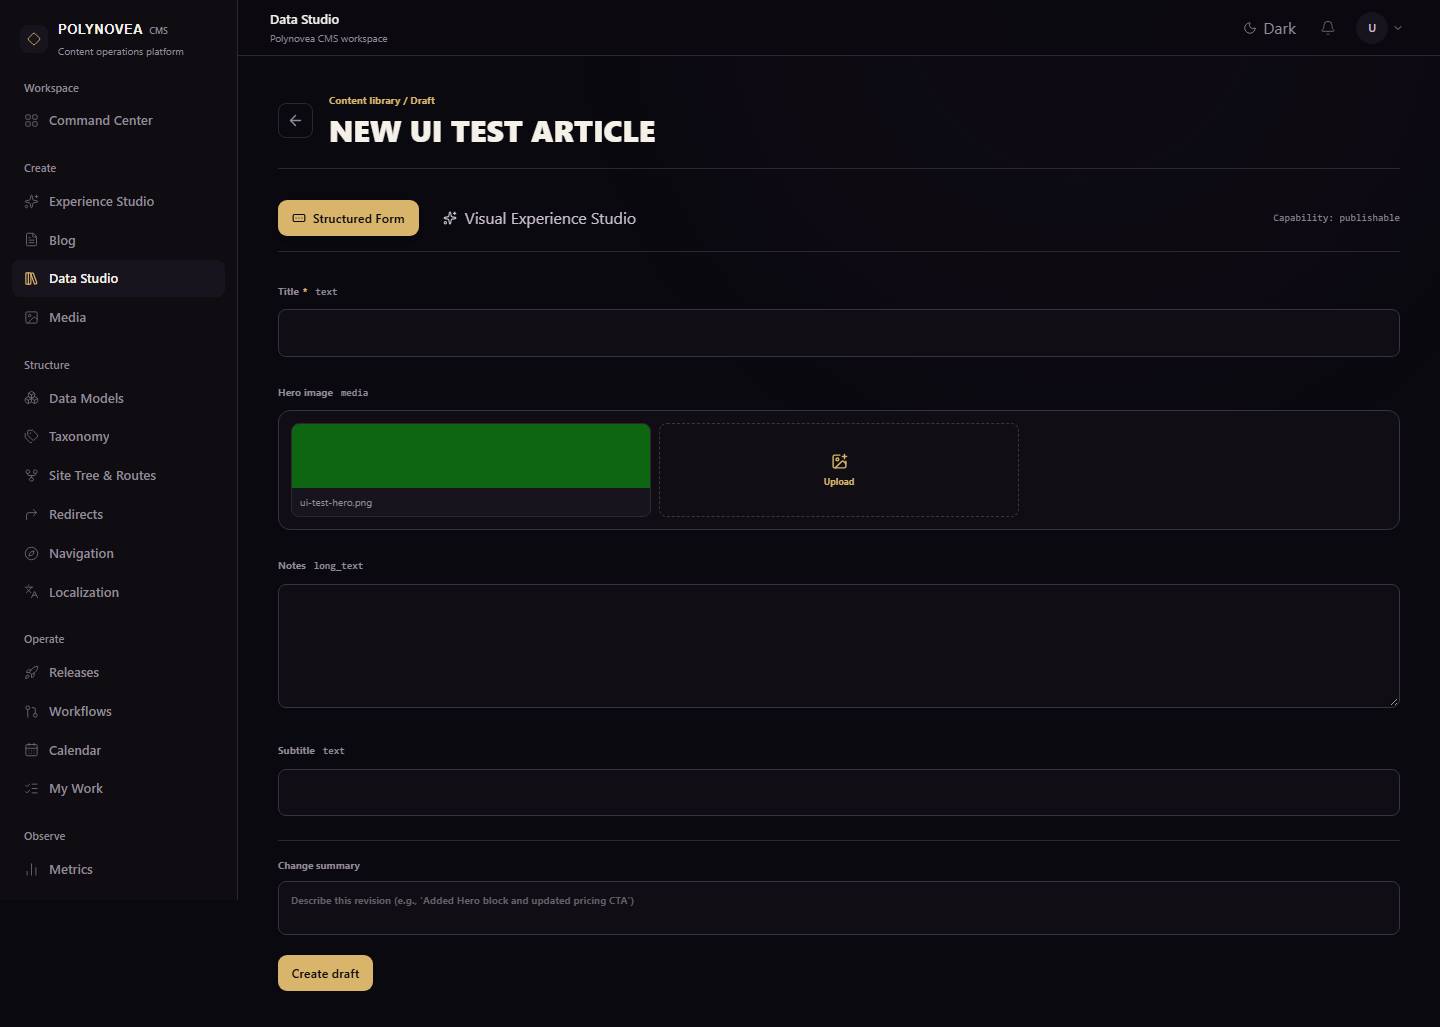 POLYNOVEA CMS
Content operations platform
Workspace
Command Center
Create
Experience Studio
Blog
Data Studio
Media
Structure
Data Models
Taxonomy
Site Tree & Routes
Redirects
Navigation
Localization
Operate
Releases
Workflows
Calendar
My Work
Observe
Metrics
Data Studio
Polynovea CMS workspace
Dark
U
Content library / Draft
NEW UI TEST ARTICLE
Structured Form
Visual Experience Studio
Capability: publishable
Title * text
Hero image media
ui-test-hero.png
Upload
Notes long_text
Subtitle text
Change summary
Describe this revision (e.g., 'Added Hero block and updated pricing CTA')
Create draft